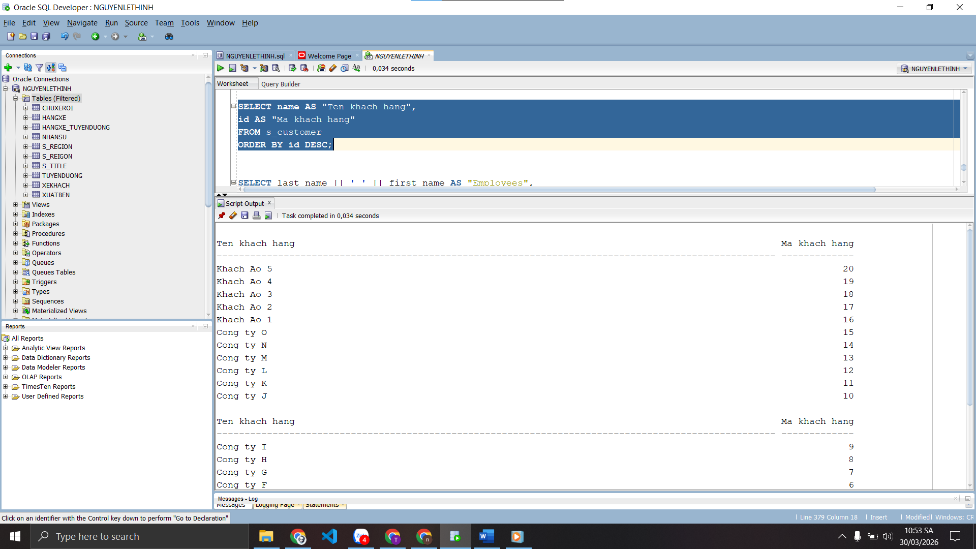 Oracle SQL Developer : NGUYENLETHINH
File Edit View Navigate Run Source Team Tools Window Help
Connections
Oracle Connections
NGUYENLETHINH
Tables (Filtered)
CHUXEROI
HANGXE
HANGXE_TUYENDUONG
NHANSU
S_REGION
S_REIGON
S_TITLE
TUYENDUONG
XEKHACH
XUATBEN
Views
Indexes
Packages
Procedures
Functions
Operators
Queues
Queues Tables
Triggers
Types
Sequences
Materialized Views
Reports
All Reports
Analytic View Reports
Data Dictionary Reports
Data Modeler Reports
OLAP Reports
TimesTen Reports
User Defined Reports
NGUYENLETHINH.sql Welcome Page NGUYENLETHINH
0,034 seconds NGUYENLETHINH
Worksheet Query Builder
SELECT name AS "Ten khach hang",
id AS "Ma khach hang"
FROM s_customer
ORDER BY id DESC;
SELECT last_name || ' ' || first_name AS "Employees",
Script Output
Task completed in 0,034 seconds
Ten khach hang Ma khach hang
Khach Ao 5 20
Khach Ao 4 19
Khach Ao 3 18
Khach Ao 2 17
Khach Ao 1 16
Cong ty O 15
Cong ty N 14
Cong ty M 13
Cong ty L 12
Cong ty K 11
Cong ty J 10
Ten khach hang Ma khach hang
Cong ty I 9
Cong ty H 8
Cong ty G 7
Cong ty F 6
Messages - Log
Messages Logging Page Statements
Click on an identifier with the Control key down to perform "Go to Declaration"
Line 379 Column 18 Insert Modified Windows: CR
Type here to search
10:53 SA
30/03/2026